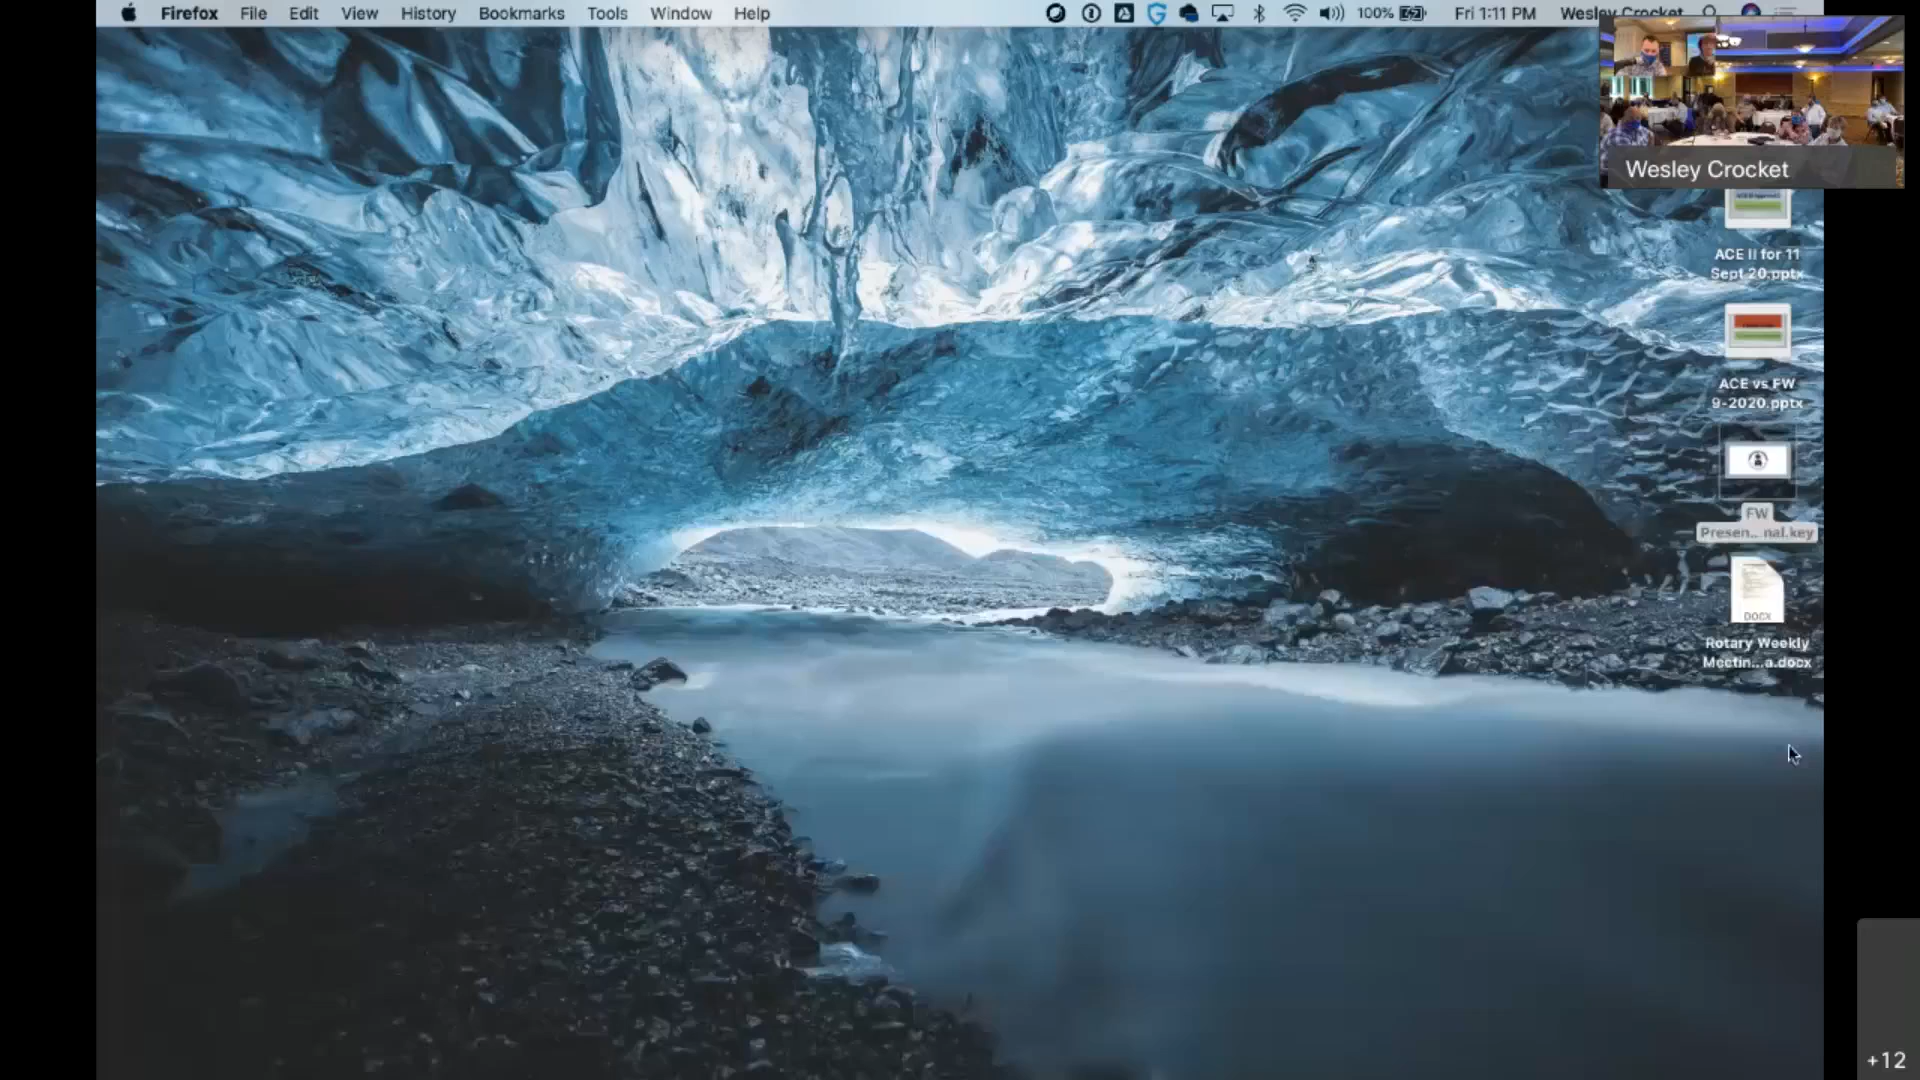 Firefox File Edit View History Bookmarks Tools Window Help 100% Fri 1:11 PM Wesley Crocket
Wesley Crocket
ACE II for 11
Sept 20.pptx
ACE vs FW
9-2020.pptx
FW
Presen... nal.key
DOCX
Rotary Weekly
Meetin...a.docx
+12